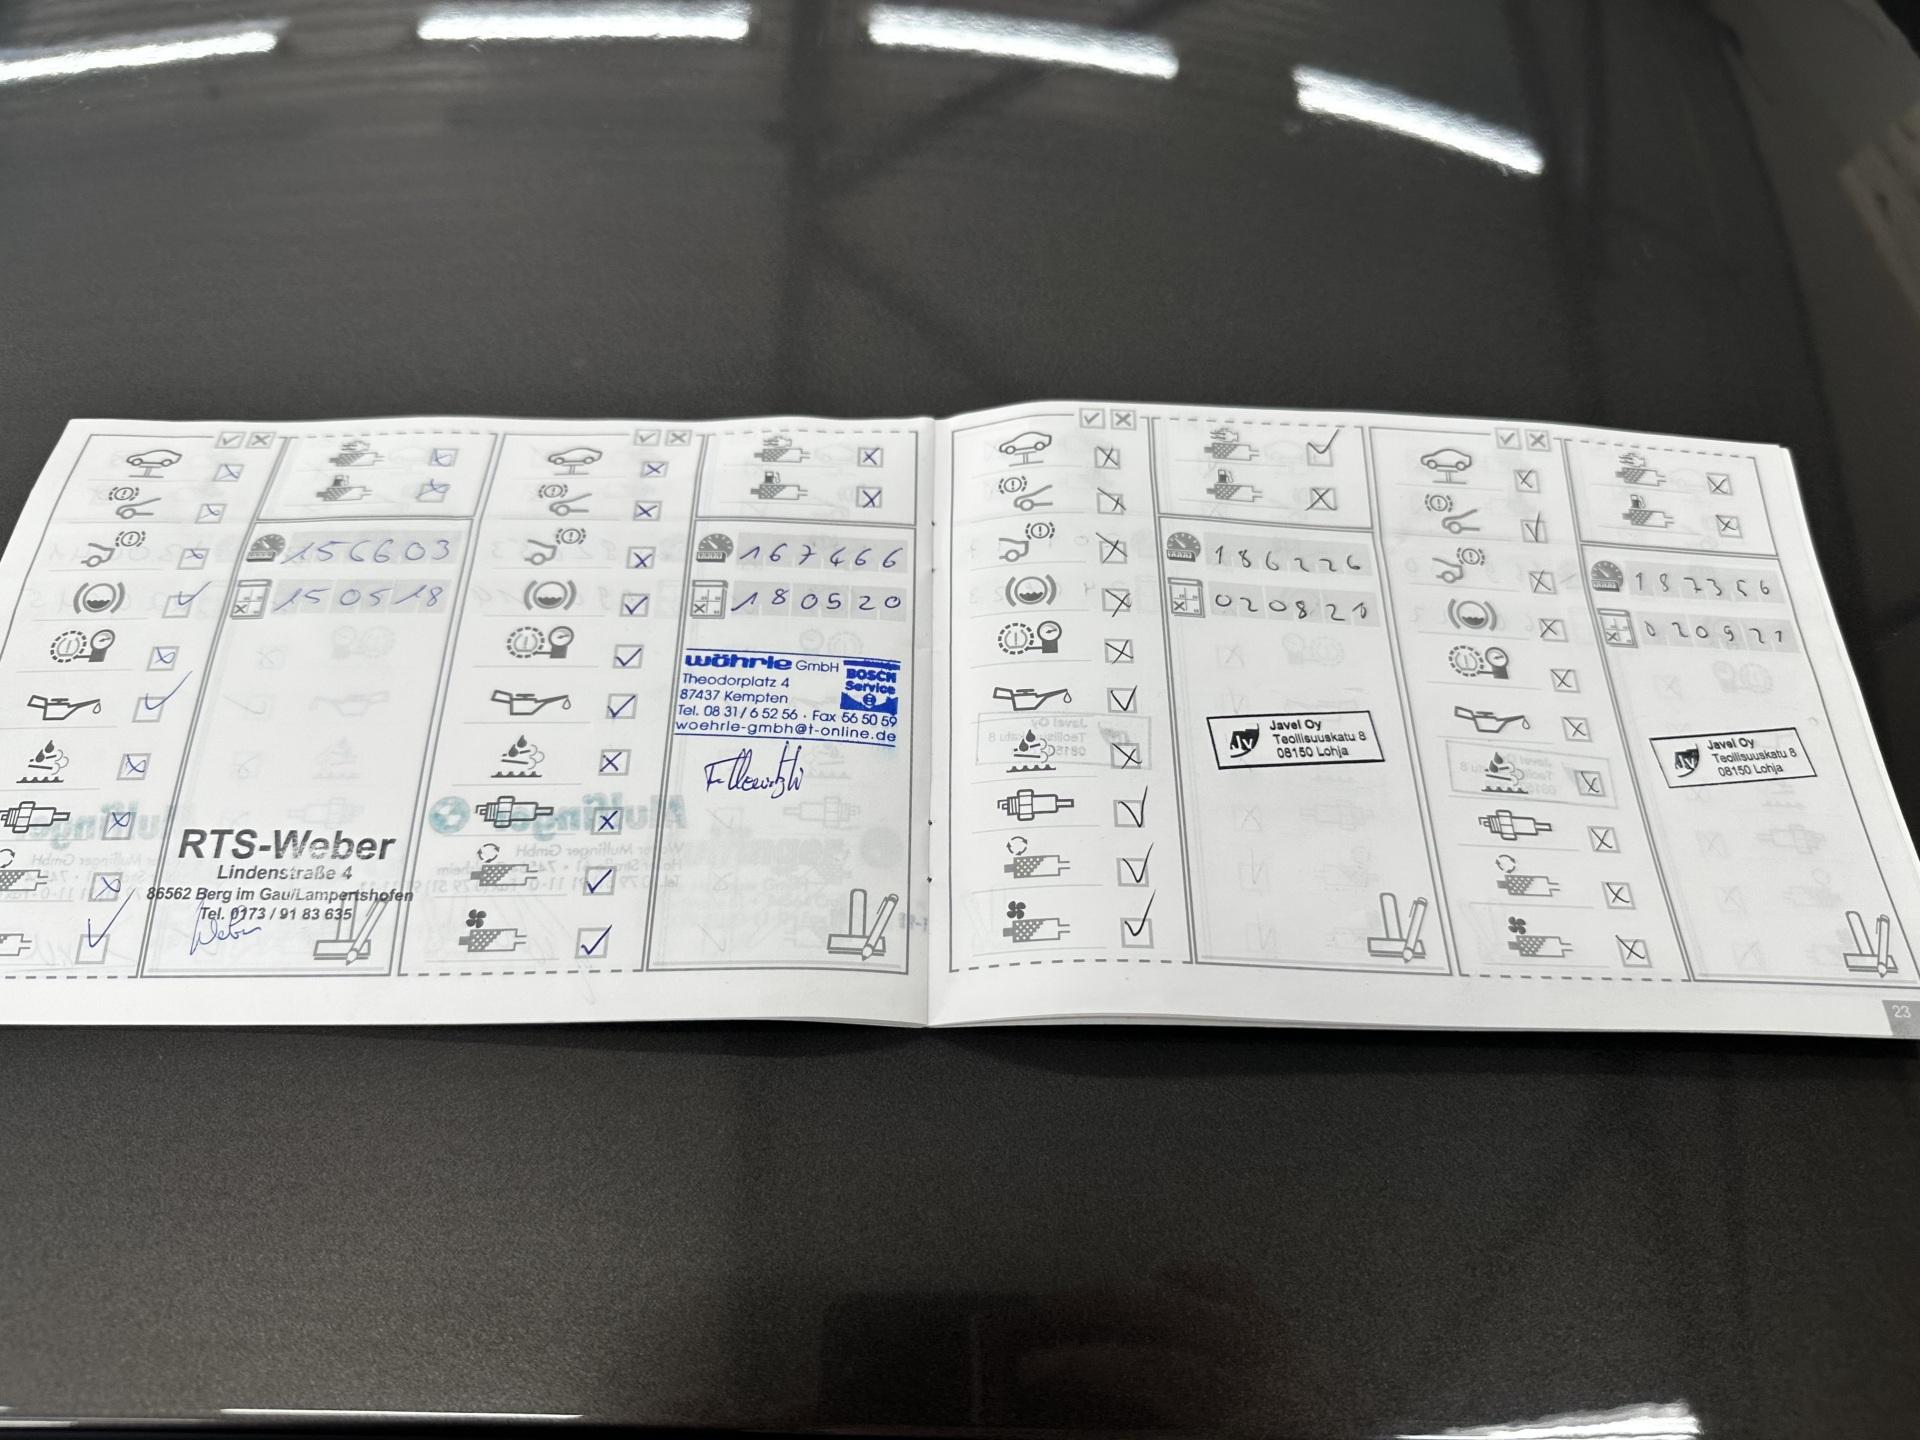 156603
150518
RTS-Weber
Lindenstraße 4
86562 Berg im Gau/Lampertshofen
Tel. 0173 / 91 83 635
Weber
167466
180520
wöhrle GmbH
Theodorplatz 4
87437 Kempten
Tel. 08 31 / 6 52 56 · Fax 56 50 59
woehrle-gmbh@t-online.de
BOSCH
Service
186226
020821
JV
Javel Oy
Teollisuuskatu 8
08150 Lohja
187356
020921
JV
Javel Oy
Teollisuuskatu 8
08150 Lohja
23